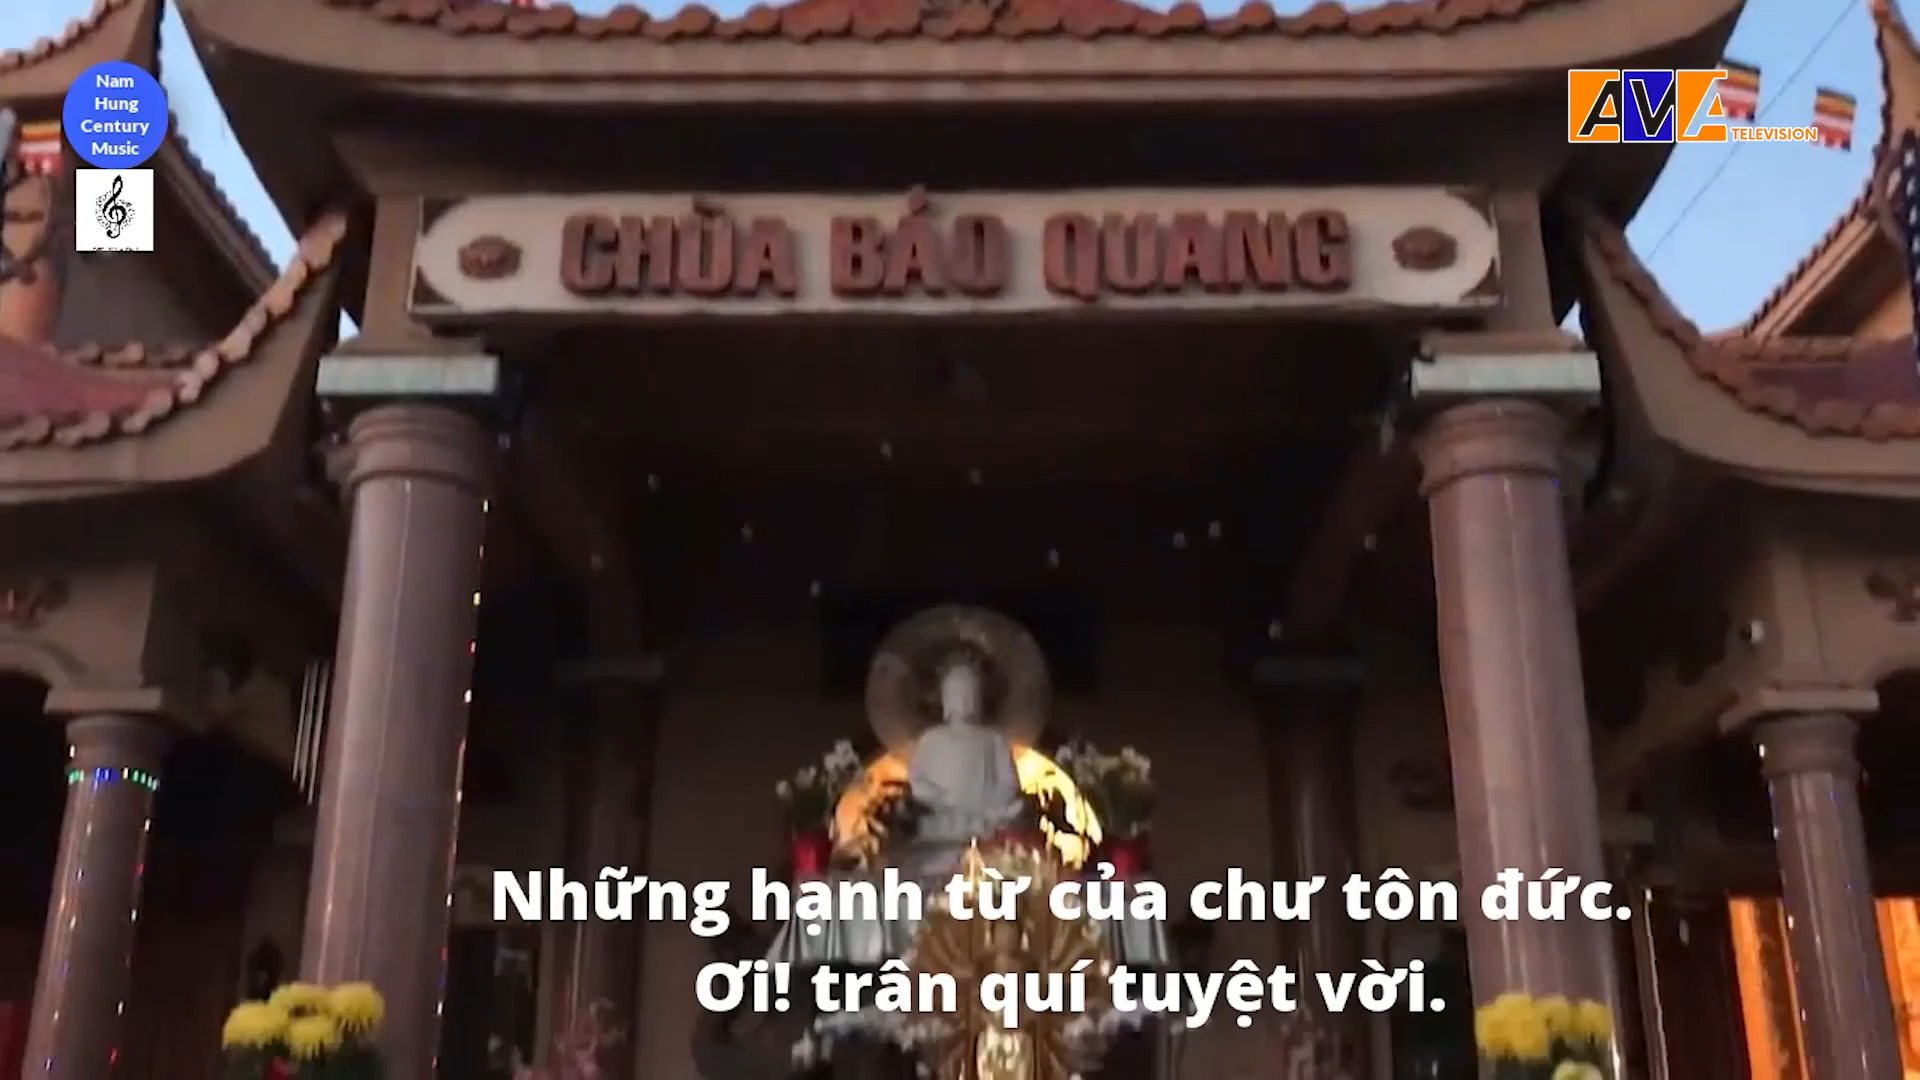 Nam
Hung
Century
Music
AVA TELEVISION
CHÙA BẢO QUANG
Những hạnh từ của chư tôn đức.
Ơi! trân quí tuyệt vời.